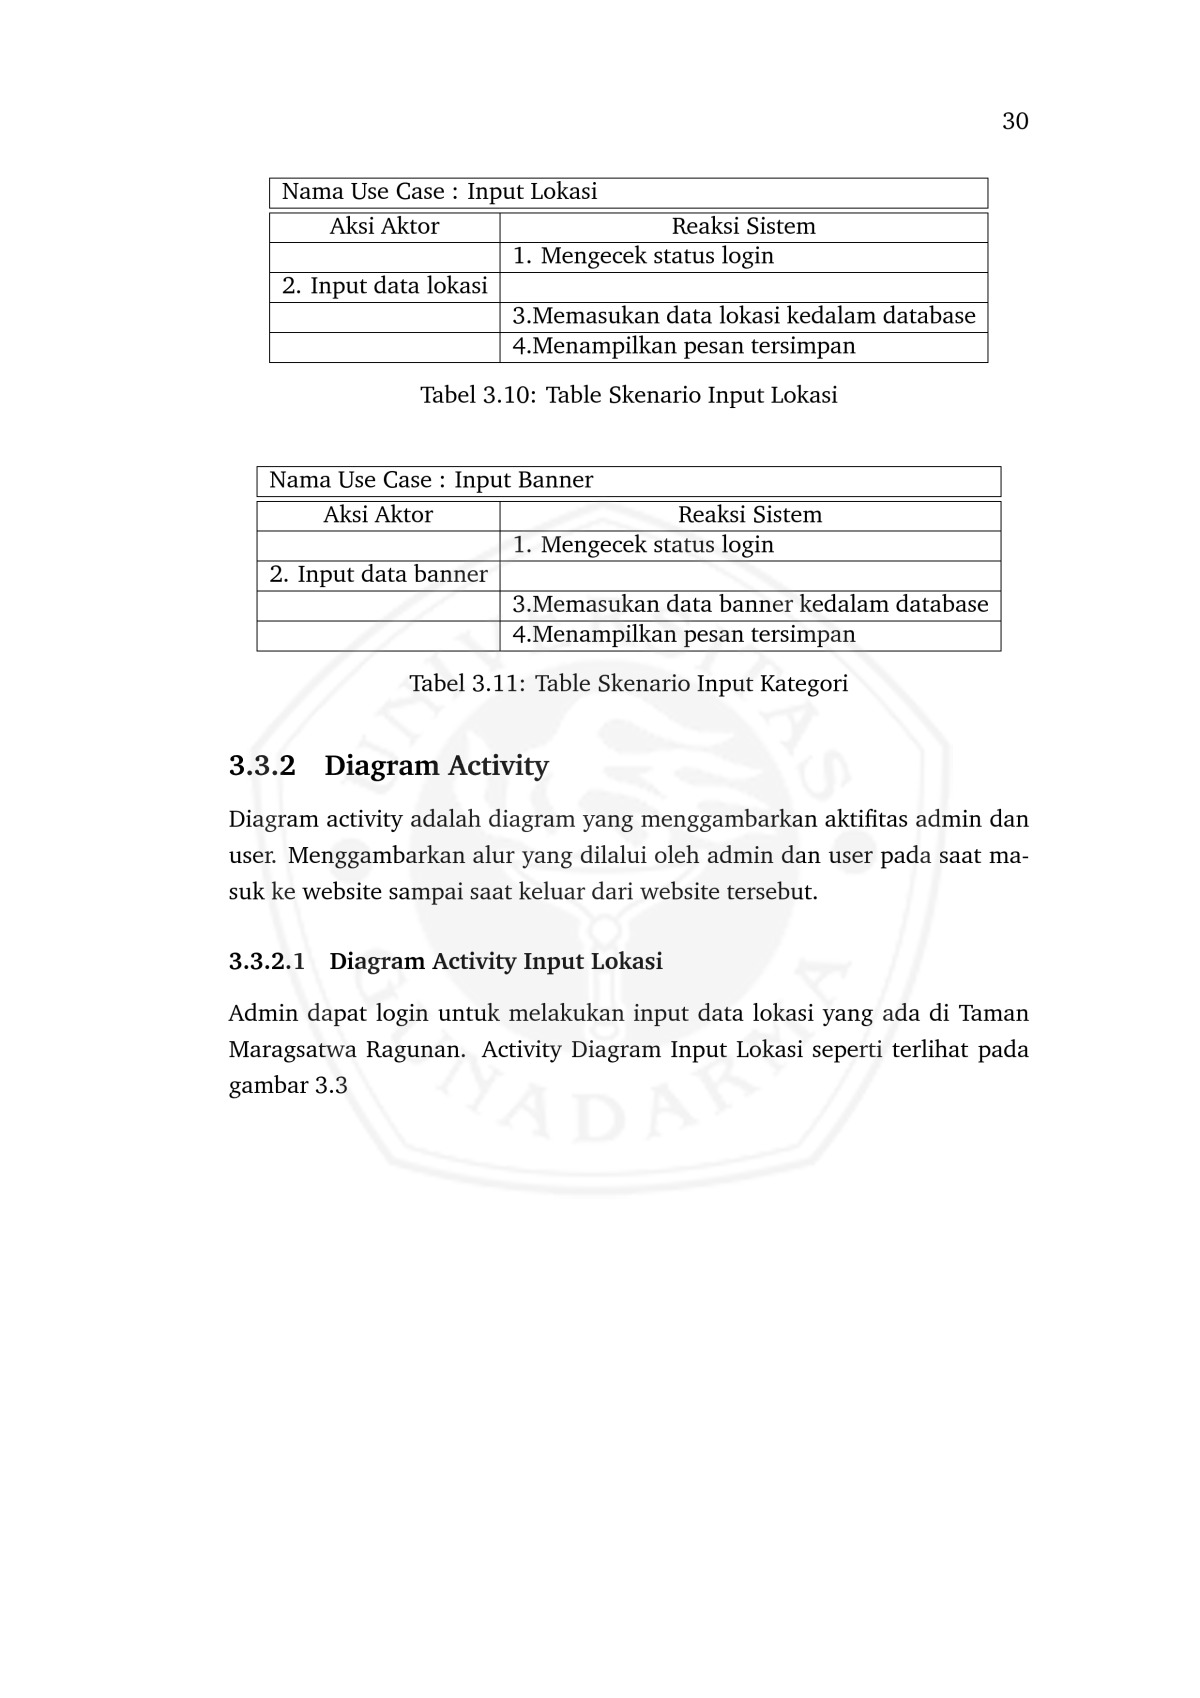 30
Nama Use Case : Input Lokasi
Aksi Aktor Reaksi Sistem
1. Mengecek status login
2. Input data lokasi
3.Memasukan data lokasi kedalam database
4.Menampilkan pesan tersimpan
Tabel 3.10: Table Skenario Input Lokasi
Nama Use Case : Input Banner
Aksi Aktor Reaksi Sistem
1. Mengecek status login
2. Input data banner
3.Memasukan data banner kedalam database
4.Menampilkan pesan tersimpan
Tabel 3.11: Table Skenario Input Kategori
3.3.2 Diagram Activity
Diagram activity adalah diagram yang menggambarkan aktifitas admin dan
user. Menggambarkan alur yang dilalui oleh admin dan user pada saat ma-
suk ke website sampai saat keluar dari website tersebut.
3.3.2.1 Diagram Activity Input Lokasi
Admin dapat login untuk melakukan input data lokasi yang ada di Taman
Maragsatwa Ragunan. Activity Diagram Input Lokasi seperti terlihat pada
gambar 3.3
UNIVERSITAS
GUNADARMA